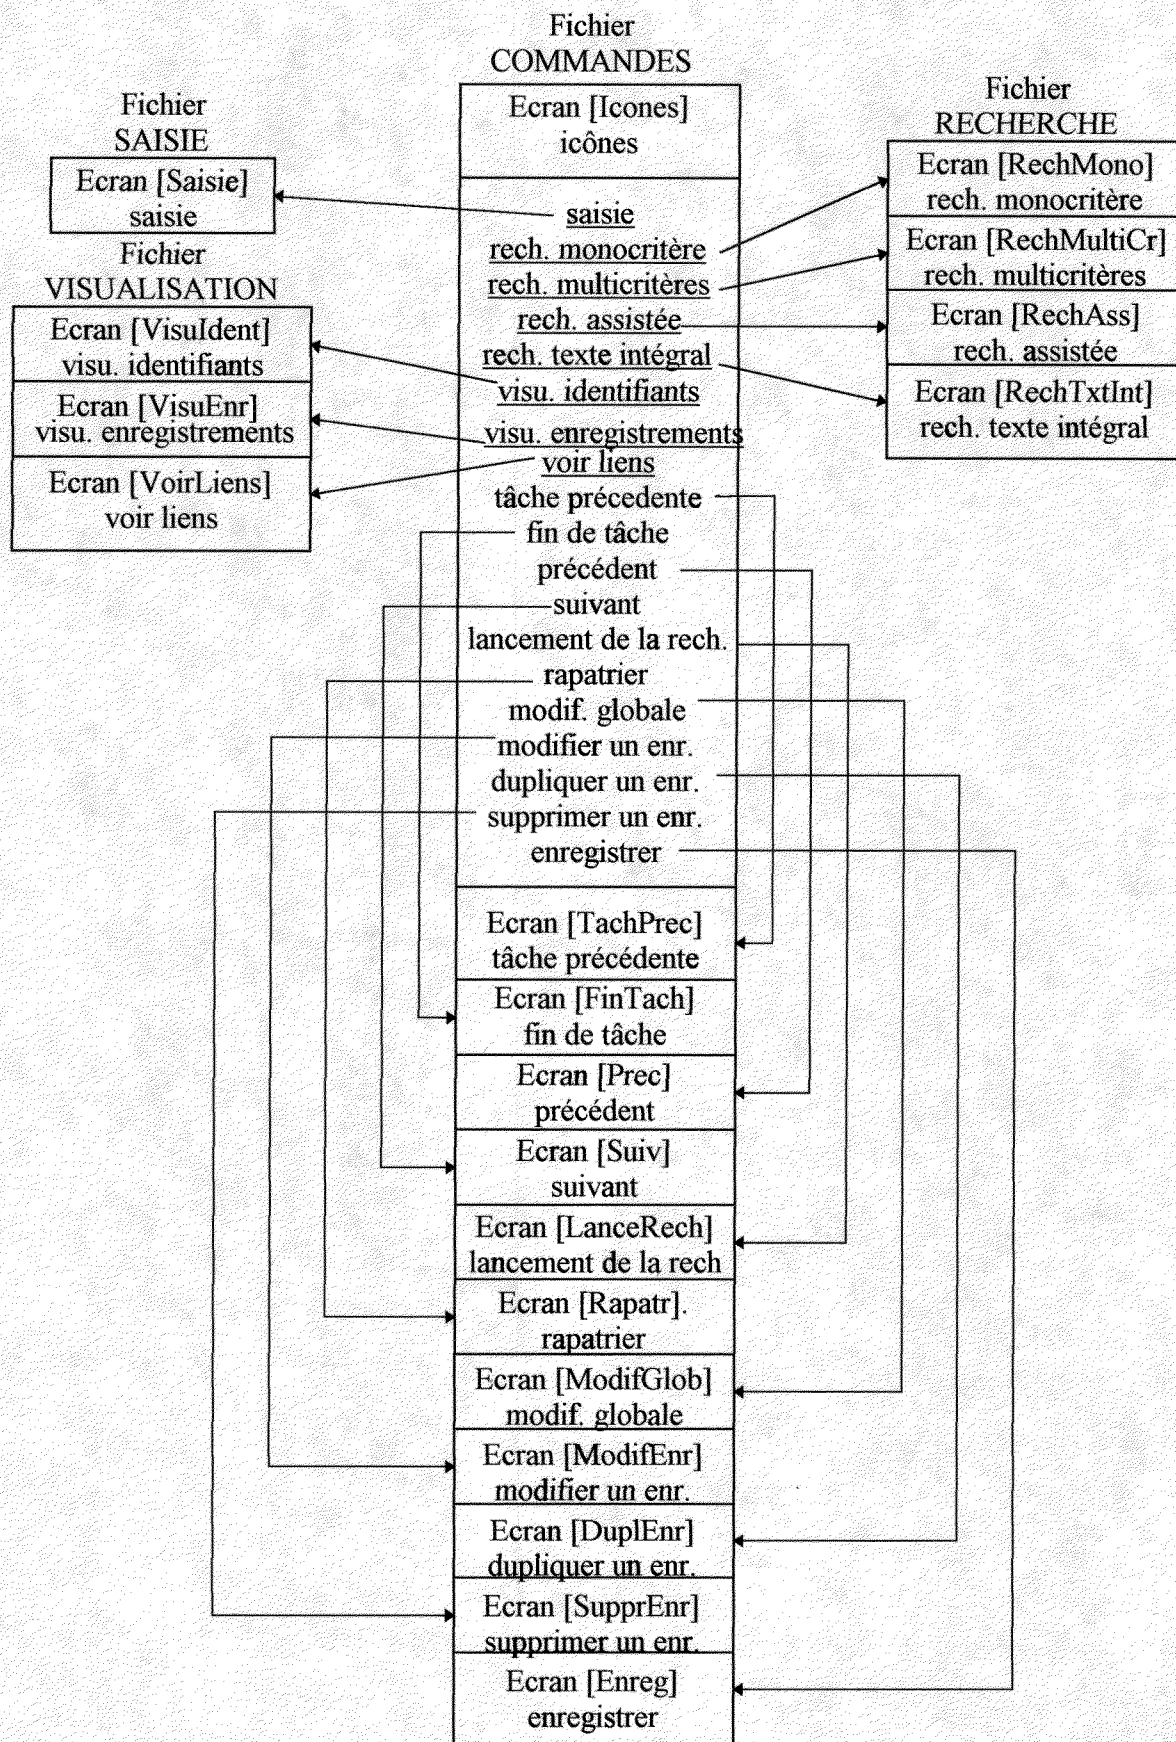 Fichier
COMMANDES
Ecran [Icones]
icônes
Fichier
SAISIE
Ecran [Saisie]
saisie
Fichier
VISUALISATION
Ecran [VisuIdent]
visu. identifiants
Ecran [VisuEnr]
visu. enregistrements
Ecran [VoirLiens]
voir liens
Fichier
RECHERCHE
Ecran [RechMono]
rech. monocritère
Ecran [RechMultiCr]
rech. multicritères
Ecran [RechAss]
rech. assistée
Ecran [RechTxtInt]
rech. texte intégral
saisie
rech. monocritère
rech. multicritères
rech. assistée
rech. texte intégral
visu. identifiants
visu. enregistrements
voir liens
tâche précedente
fin de tâche
précédent
suivant
lancement de la rech.
rapatrier
modif. globale
modifier un enr.
dupliquer un enr.
supprimer un enr.
enregistrer
Ecran [TachPrec]
tâche précédente
Ecran [FinTach]
fin de tâche
Ecran [Prec]
précédent
Ecran [Suiv]
suivant
Ecran [LanceRech]
lancement de la rech
Ecran [Rapatr].
rapatrier
Ecran [ModifGlob]
modif. globale
Ecran [ModifEnr]
modifier un enr.
Ecran [DuplEnr]
dupliquer un enr.
Ecran [SupprEnr]
supprimer un enr.
Ecran [Enreg]
enregistrer